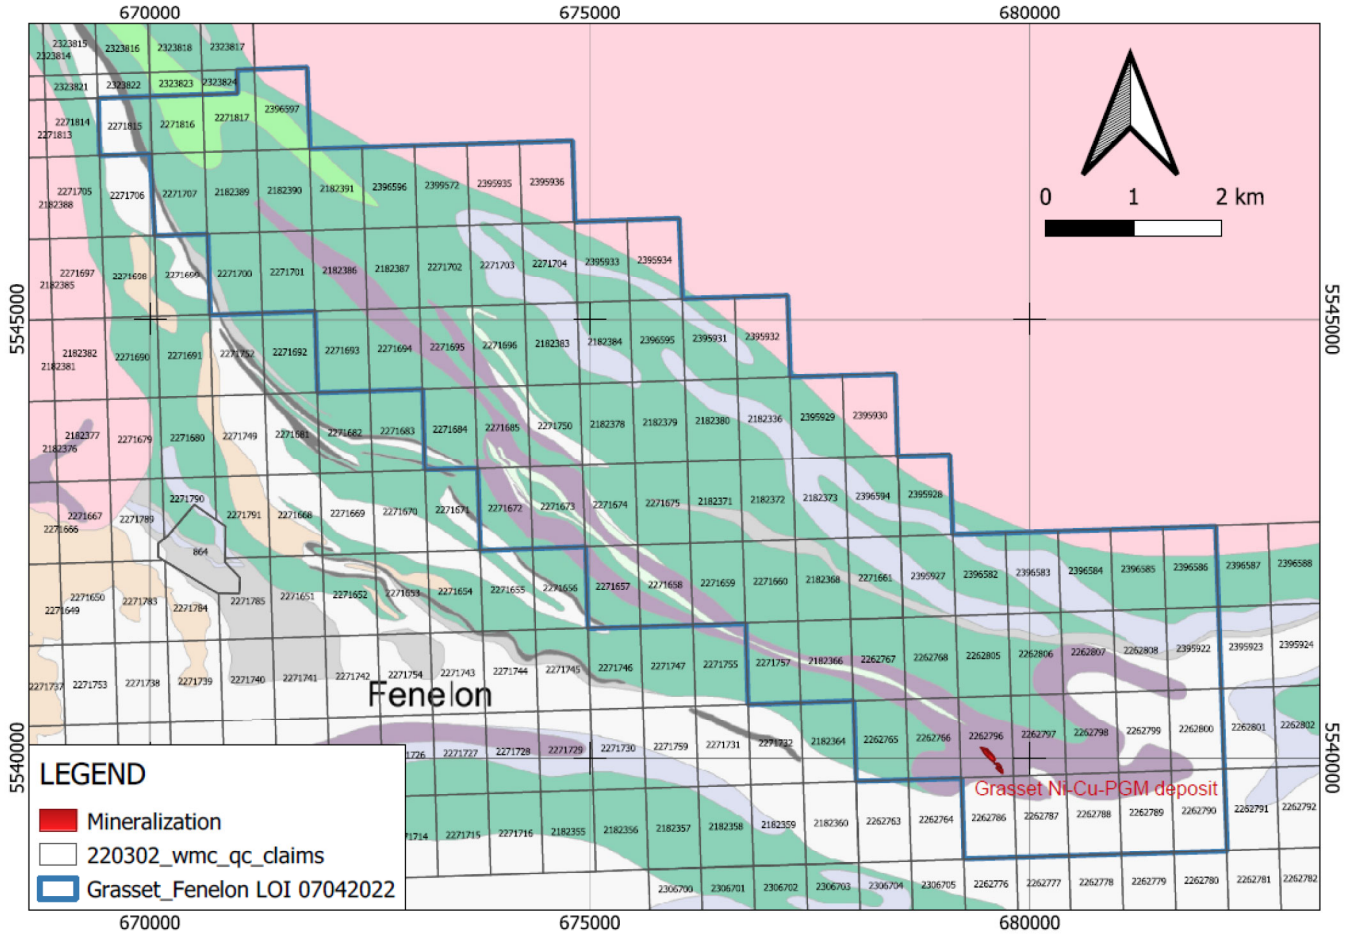 670000 675000 680000
2323815 2323816 2323818 2323817
2323814
2323821 2323822 2323823 2323824
2396597
2271814 2271815 2271816 2271817
2271813
2271705 2271706 2271707 2182389 2182390 2182391 2396596 2399572 2395935 2395936
2182388
0 1 2 km
2271697 2271698 2271699 2271700 2271701 2182386 2182387 2271702 2271703 2271704 2395933 2395934
2182385
5545000 5545000
2182382 2271690 2271691 2271752 2271692 2271693 2271694 2271695 2271696 2182383 2182384 2396595 2395931 2395932
2182381
2182377 2271679 2271680 2271749 2271681 2271682 2271683 2271684 2271685 2271750 2182378 2182379 2182380 2182336 2395929 2395930
2182376
2271790 2271672 2271673 2271674 2271675 2182371 2182372 2182373 2396594 2395928
2271667 2271789 2271791 2271668 2271669 2271670 2271671
2271666
864
2271657 2271658 2271659 2271660 2182368 2271661 2395927 2396582 2396583 2396584 2396585 2396586 2396587 2396588
2271650 2271783 2271784 2271785 2271651 2271652 2271653 2271654 2271655 2271656
2271649
2271746 2271747 2271755 2271757 2182366 2262767 2262768 2262805 2262806 2262807 2262808 2395922 2395923 2395924
2271737 2271753 2271738 2271739 2271740 2271741 2271742 2271754 2271743 2271744 2271745
Fenelon
726 2271727 2271728 2271729 2271730 2271759 2271731 2271732 2182364 2262765 2262766 2262796 2262797 2262798 2262799 2262800 2262801 2262802
5540000 5540000
Grasset Ni-Cu-PGM deposit
1714 2271715 2271716 2182355 2182356 2182357 2182358 2182359 2182360 2262763 2262764 2262786 2262787 2262788 2262789 2262790 2262791 2262792
2306700 2306701 2306702 2306703 2306704 2306705 2262776 2262777 2262778 2262779 2262780 2262781 2262782
LEGEND
Mineralization
220302_wmc_qc_claims
Grasset_Fenelon LOI 07042022
670000 675000 680000